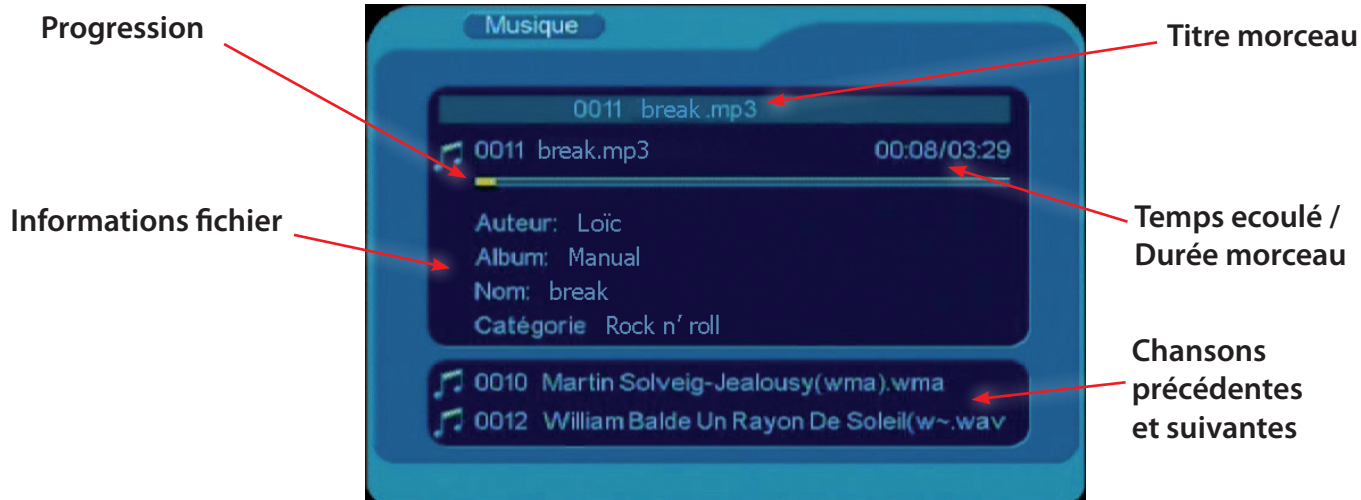 Musique
Progression
Titre morceau
0011 break.mp3
0011 break.mp3 00:08/03:29
Informations fichier
Auteur: Loïc
Album: Manual
Nom: break
Catégorie Rock n' roll
Temps ecoulé /
Durée morceau
0010 Martin Solveig-Jealousy(wma).wma
0012 William Balde Un Rayon De Soleil(w~.wav
Chansons
précédentes
et suivantes